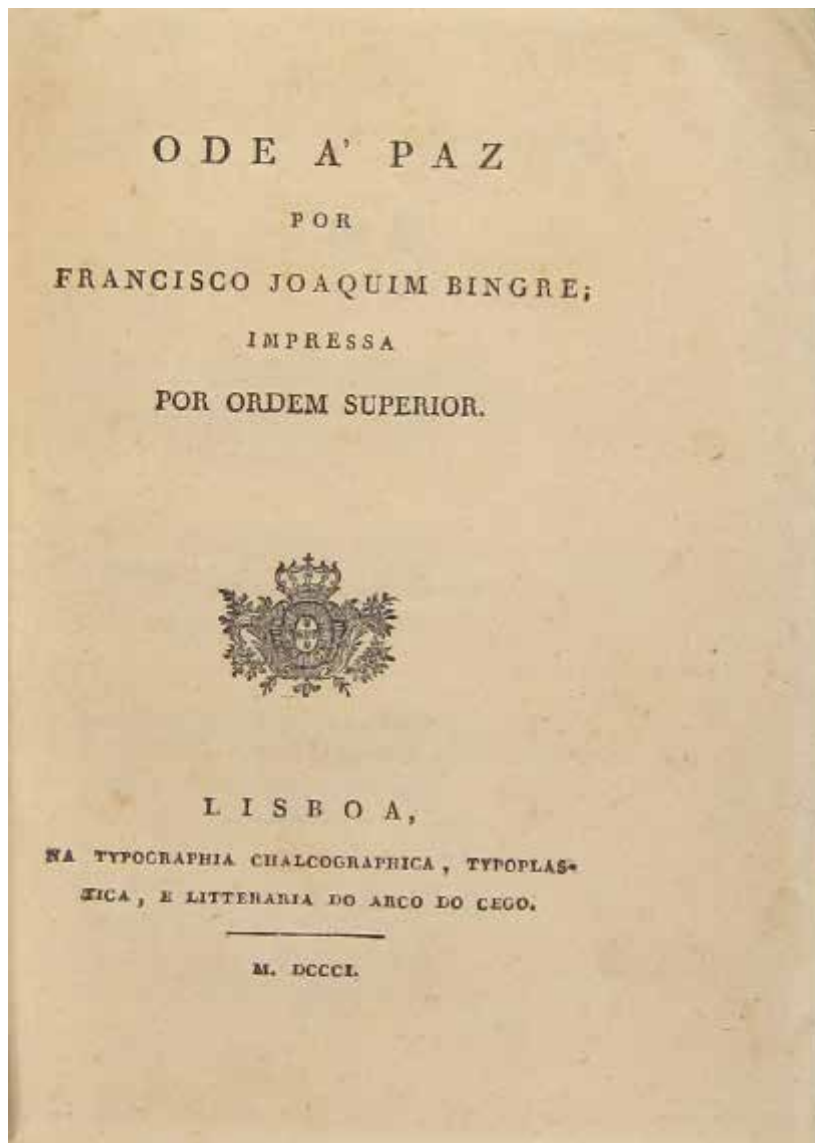 ODE A' PAZ
POR
FRANCISCO JOAQUIM BINGRE;
IMPRESSA
POR ORDEM SUPERIOR.
LISBOA,
NA TYPOGRAPHIA CHALCOGRAPHICA, TYPOPLAS-
TICA, E LITTERARIA DO ARCO DO CEGO.
M. DCCCI.